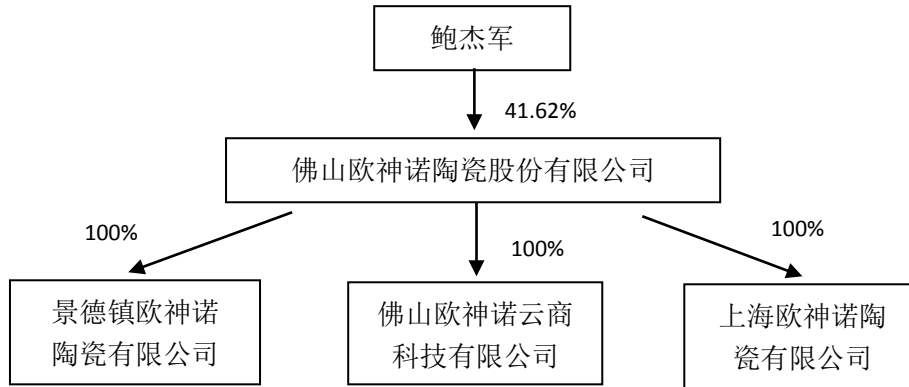 鲍杰军
41.62%
佛山欧神诺陶瓷股份有限公司
100%
100%
100%
景德镇欧神诺
陶瓷有限公司
佛山欧神诺云商
科技有限公司
上海欧神诺陶
瓷有限公司